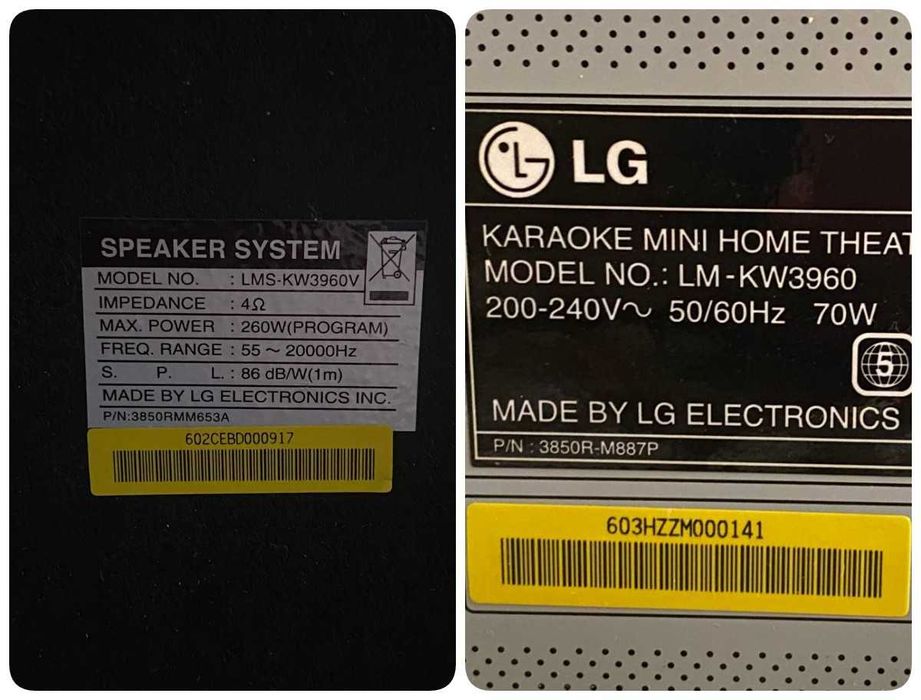 SPEAKER SYSTEM
MODEL NO. : LMS-KW3960V
IMPEDANCE : 4Ω
MAX. POWER : 260W(PROGRAM)
FREQ. RANGE : 55 ~ 20000Hz
S. P. L. : 86 dB/W(1m)
MADE BY LG ELECTRONICS INC.
P/N:3850RMM653A
602CEBD000917
LG
KARAOKE MINI HOME THEAT
MODEL NO.: LM-KW3960
200-240V~ 50/60Hz 70W
5
MADE BY LG ELECTRONICS
P/N : 3850R-M887P
603HZZM000141